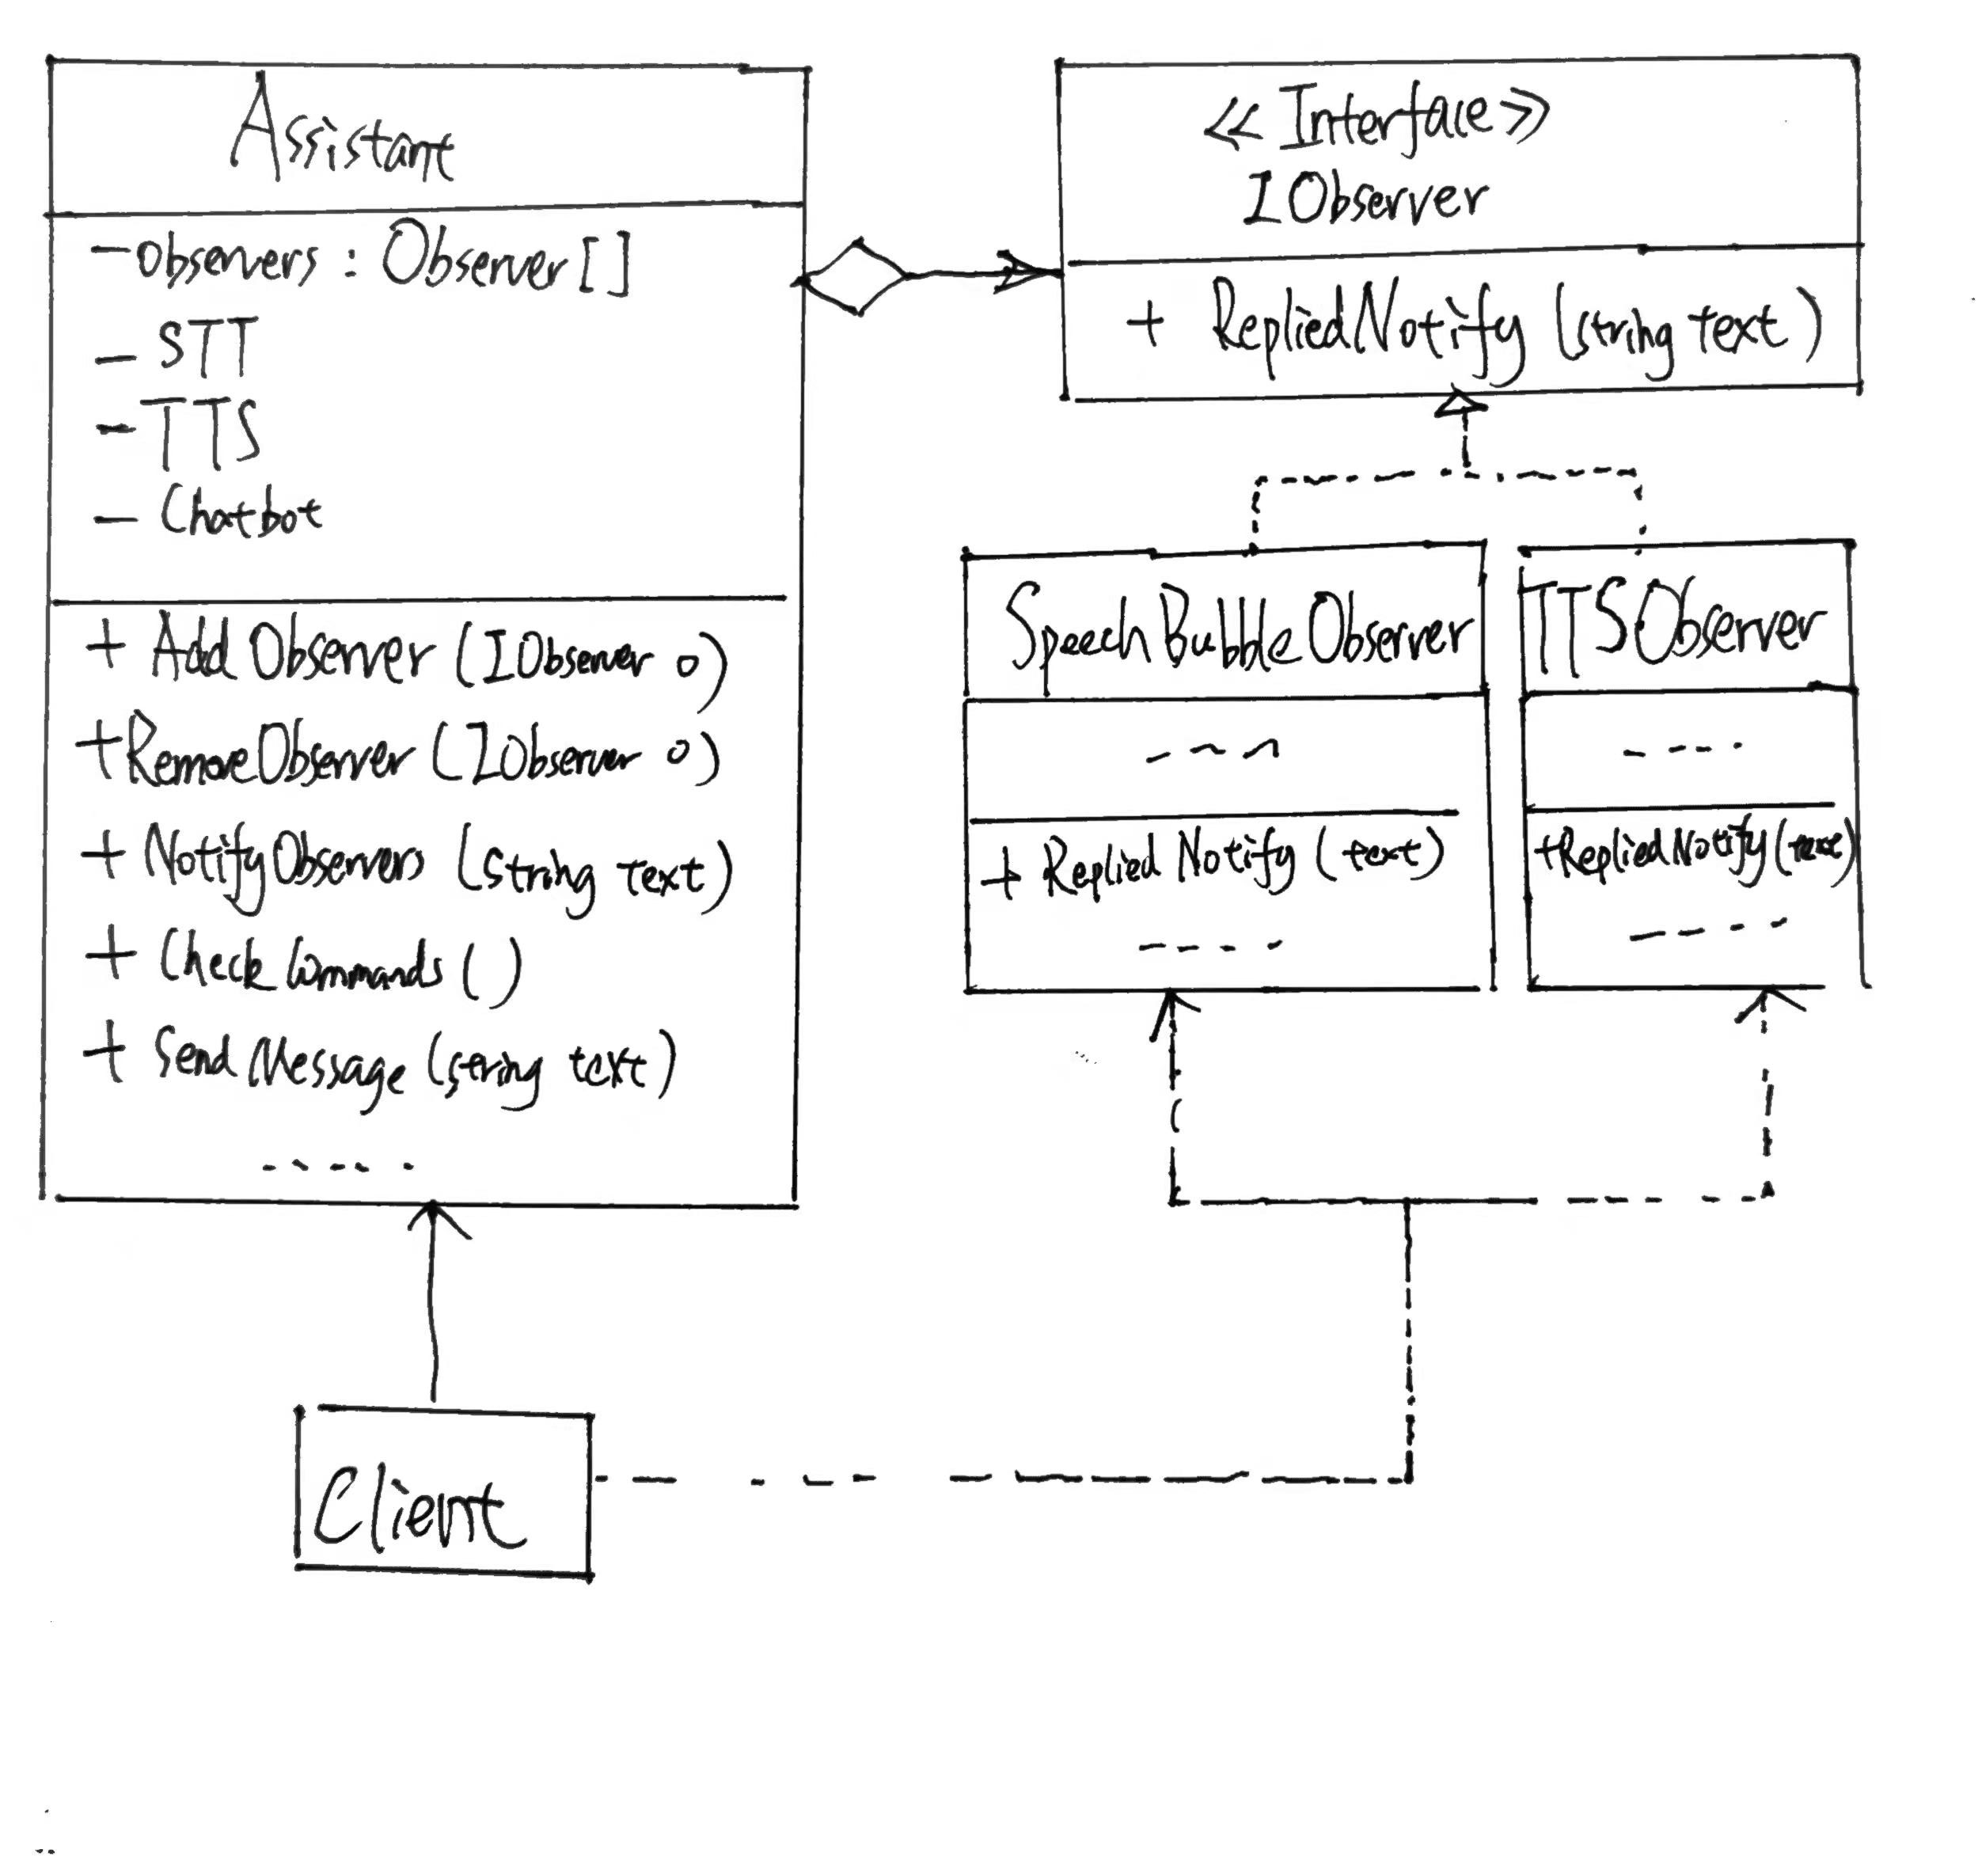 Assistant
- observers : Observer[]
- STT
- TTS
- Chatbot
+ AddObserver (IObserver o)
+ RemoveObserver (IObserver o)
+ NotifyObservers (string text)
+ CheckCommands ()
+ SendMessage (string text)
<<Interface>>
IObserver
+ RepliedNotify (string text)
SpeechBubbleObserver
+ RepliedNotify (text)
TTSObserver
+ RepliedNotify (text)
Client